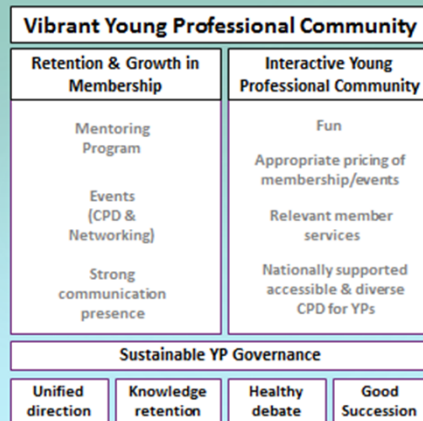 Vibrant Young Professional Community
Retention & Growth in
Membership
Mentoring
Program
Events
(CPD &
Networking)
Strong
communication
presence
Interactive Young
Professional Community
Fun
Appropriate pricing of
membership/events
Relevant member
services
Nationally supported
accessible & diverse
CPD for YPs
Sustainable YP Governance
Unified
direction
Knowledge
retention
Healthy
debate
Good
Succession